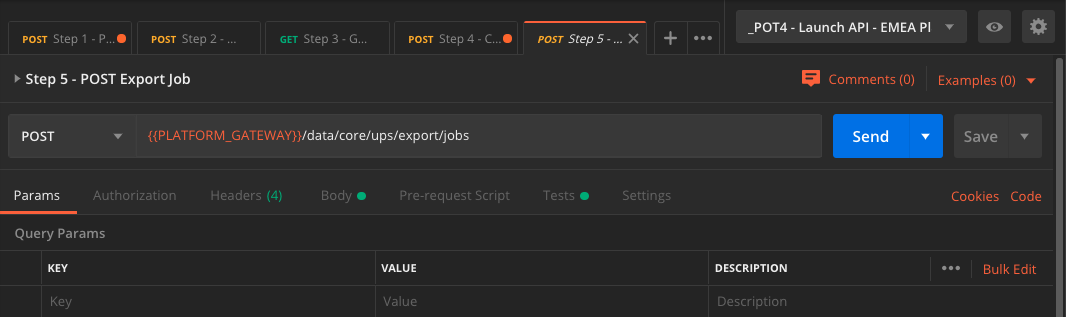 POST Step 1 - P... POST Step 2 - ... GET Step 3 - G... POST Step 4 - C... POST Step 5 - ... _POT4 - Launch API - EMEA Pl
Step 5 - POST Export Job Comments (0) Examples (0)
POST {{PLATFORM_GATEWAY}}/data/core/ups/export/jobs Send Save
Params Authorization Headers (4) Body Pre-request Script Tests Settings Cookies Code
Query Params
KEY VALUE DESCRIPTION Bulk Edit
Key Value Description